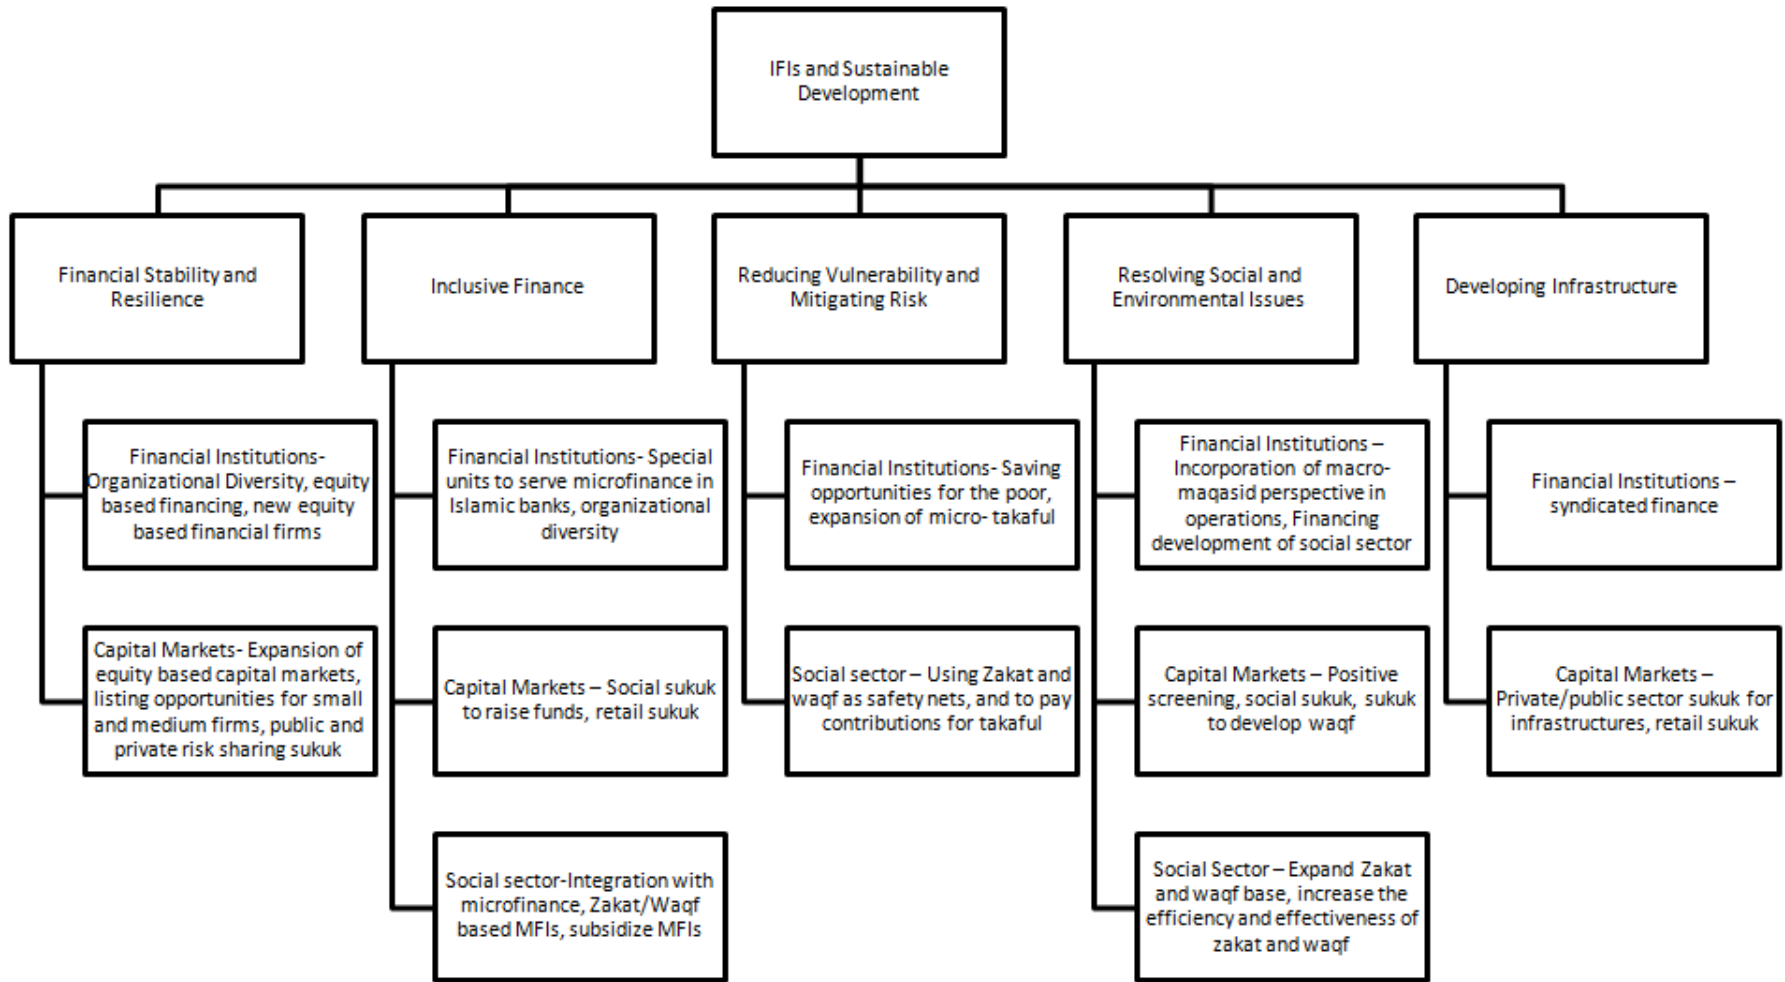 IFIs and Sustainable
Development
Financial Stability and
Resilience
Inclusive Finance
Reducing Vulnerability and
Mitigating Risk
Resolving Social and
Environmental Issues
Developing Infrastructure
Financial Institutions-
Organizational Diversity, equity
based financing, new equity
based financial firms
Capital Markets- Expansion of
equity based capital markets,
listing opportunities for small
and medium firms, public and
private risk sharing sukuk
Financial Institutions- Special
units to serve microfinance in
Islamic banks, organizational
diversity
Capital Markets – Social sukuk
to raise funds, retail sukuk
Social sector-Integration with
microfinance, Zakat/Waqf
based MFIs, subsidize MFIs
Financial Institutions- Saving
opportunities for the poor,
expansion of micro- takaful
Social sector – Using Zakat and
waqf as safety nets, and to pay
contributions for takaful
Financial Institutions –
Incorporation of macro-
maqasid perspective in
operations, Financing
development of social sector
Capital Markets – Positive
screening, social sukuk, sukuk
to develop waqf
Social Sector – Expand Zakat
and waqf base, increase the
efficiency and effectiveness of
zakat and waqf
Financial Institutions –
syndicated finance
Capital Markets –
Private/public sector sukuk for
infrastructures, retail sukuk